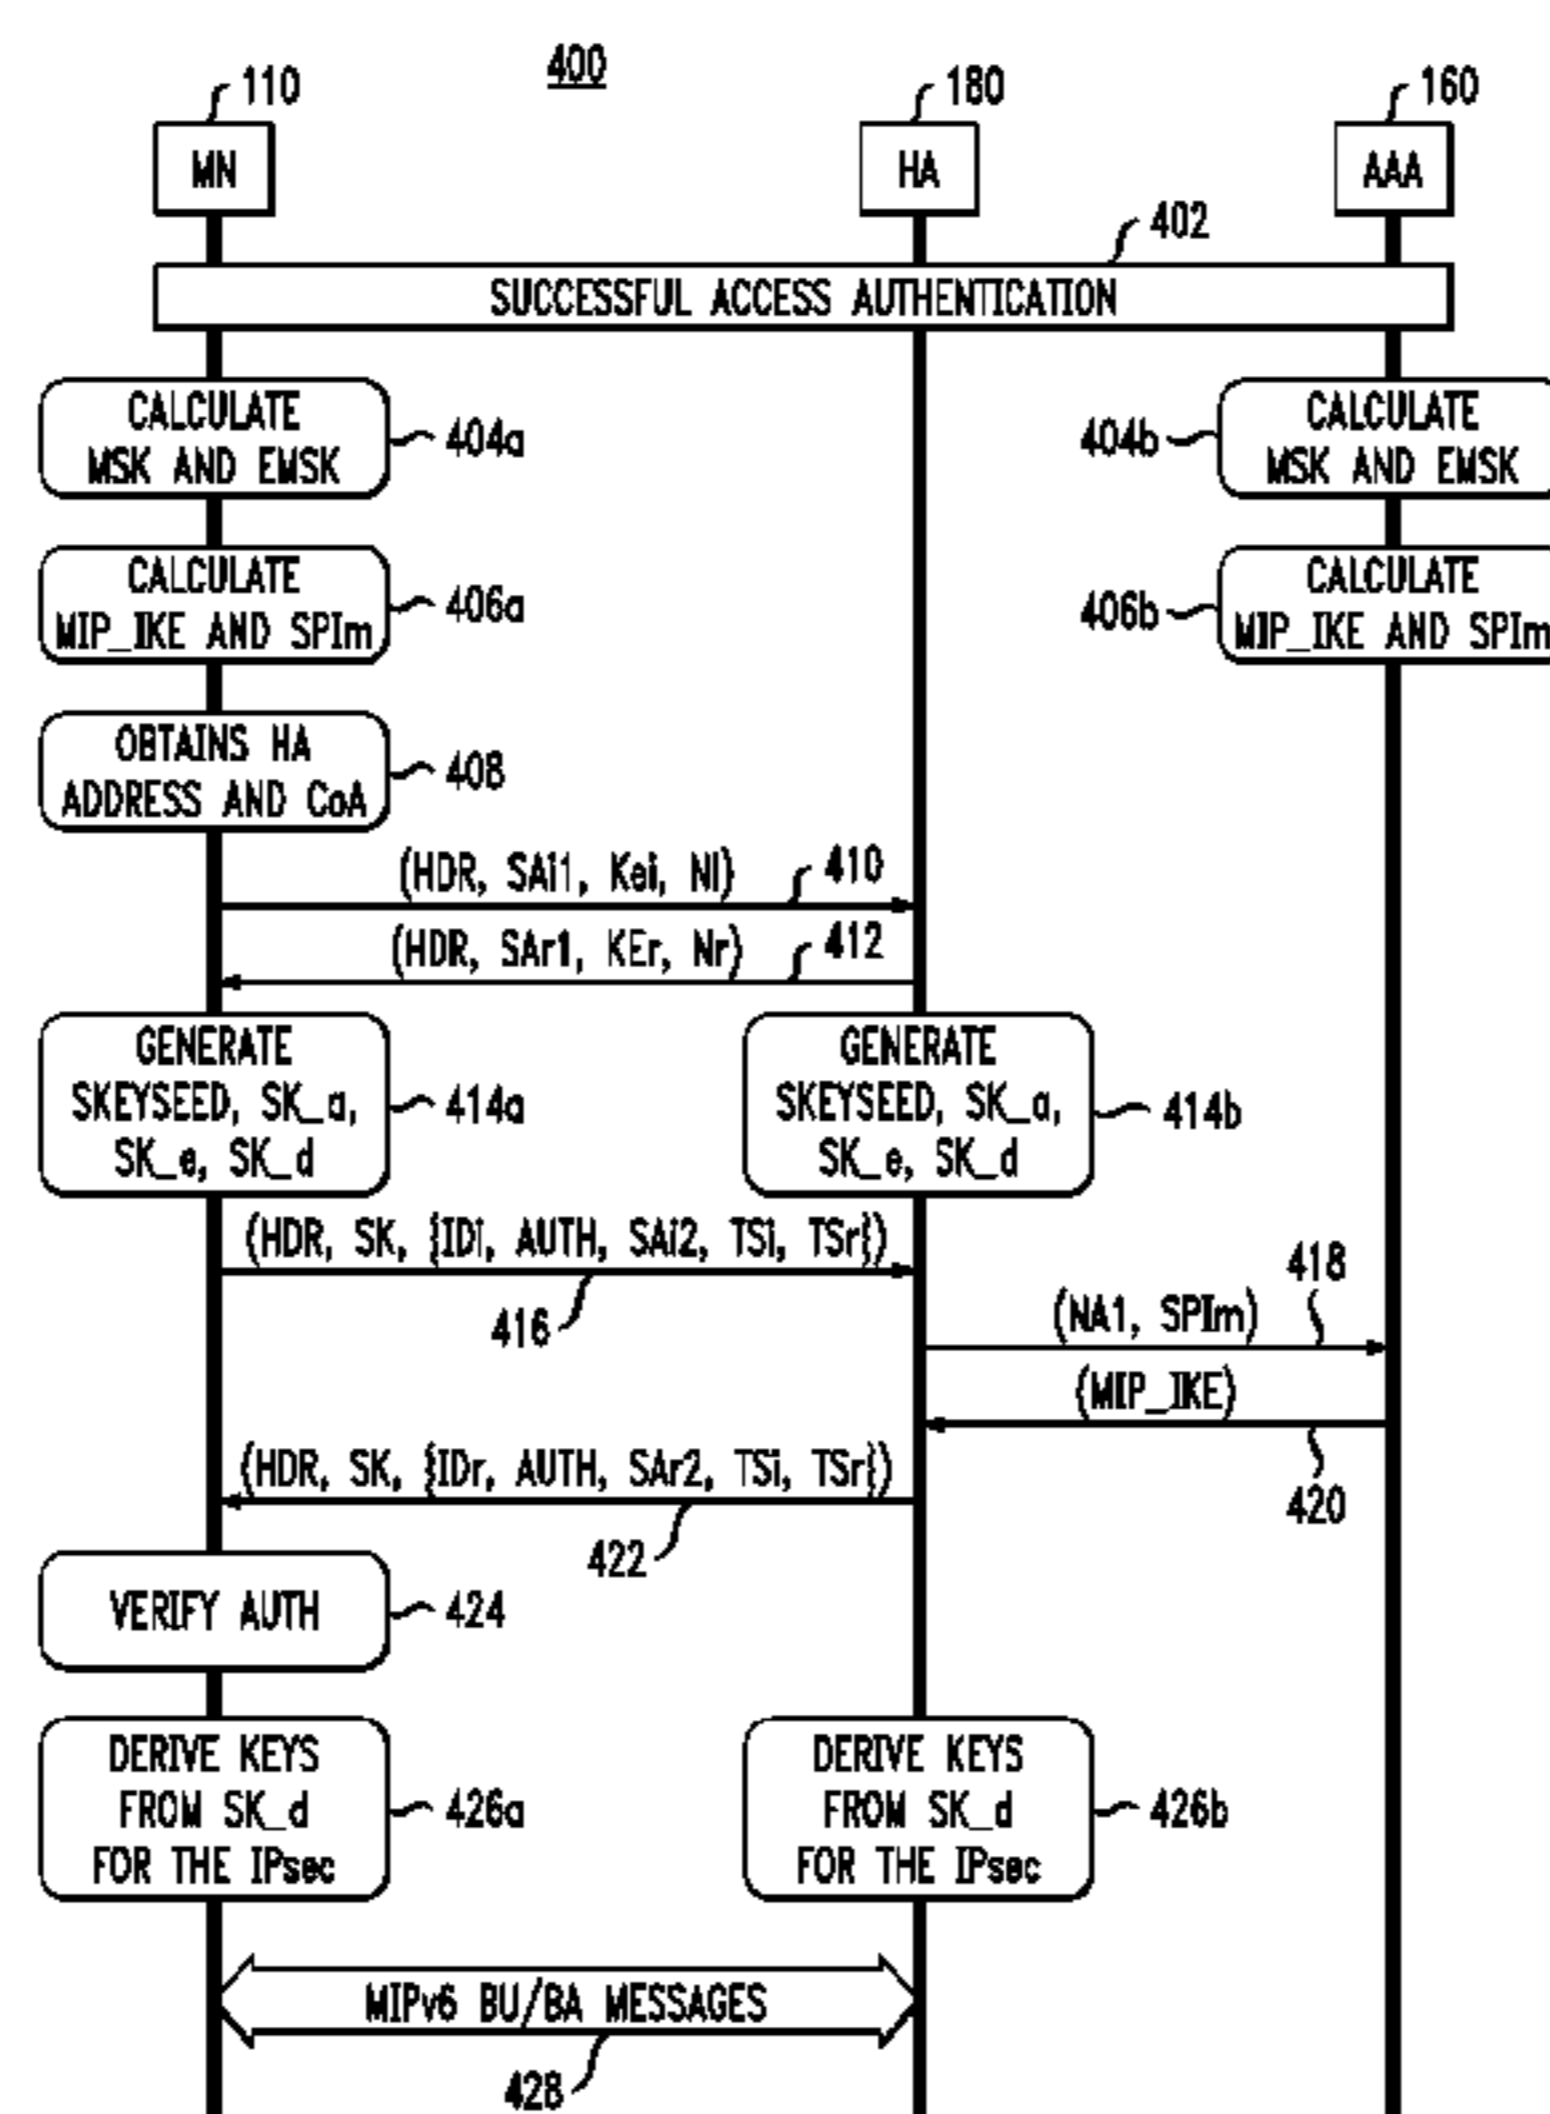 400
110
180
160
MN
HA
AAA
402
SUCCESSFUL ACCESS AUTHENTICATION
CALCULATE
MSK AND EMSK
404a
404b
CALCULATE
MSK AND EMSK
CALCULATE
MIP_IKE AND SPIm
406a
406b
CALCULATE
MIP_IKE AND SPIm
OBTAINS HA
ADDRESS AND CoA
408
(HDR, SAi1, Kei, NI)
410
(HDR, SAr1, KEr, Nr)
412
GENERATE
SKEYSEED, SK_a,
SK_e, SK_d
414a
GENERATE
SKEYSEED, SK_a,
SK_e, SK_d
414b
(HDR, SK, {IDi, AUTH, SAi2, TSi, TSr})
416
418
(NA1, SPIm)
(MIP_IKE)
420
(HDR, SK, {IDr, AUTH, SAr2, TSi, TSr})
422
VERIFY AUTH
424
DERIVE KEYS
FROM SK_d
FOR THE IPsec
426a
DERIVE KEYS
FROM SK_d
FOR THE IPsec
426b
MIPv6 BU/BA MESSAGES
428